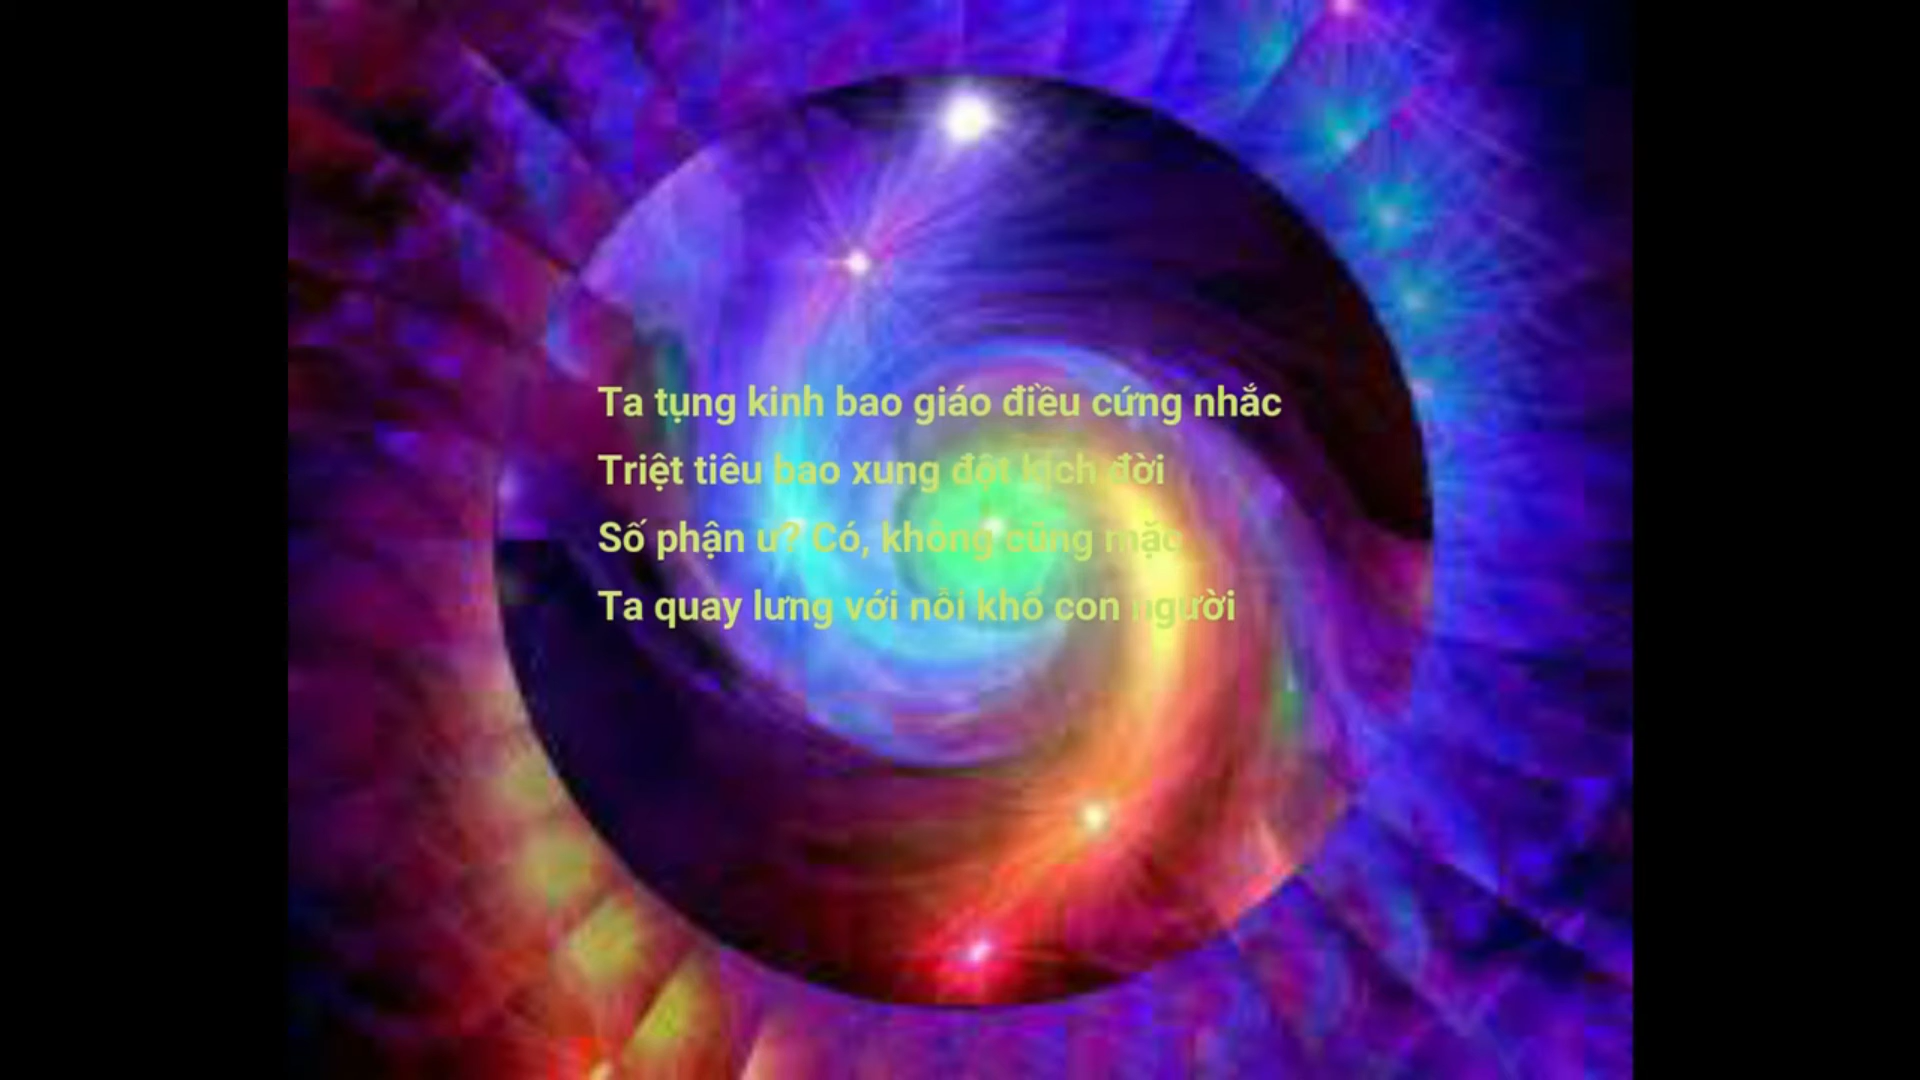 Ta tụng kinh bao giáo điều cứng nhắc
Triệt tiêu bao xung đột kịch đời
Số phận ư? Có, không cũng mặc
Ta quay lưng với nỗi khổ con người